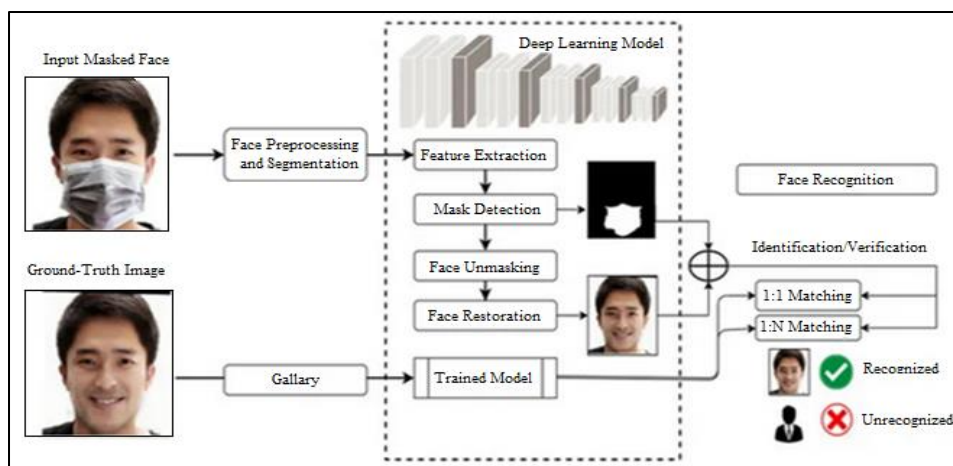 Input Masked Face
Deep Learning Model
Face Preprocessing
and Segmentation
Feature Extraction
Face Recognition
Mask Detection
Identification/Verification
Ground-Truth Image
Face Unmasking
1:1 Matching
Face Restoration
1:N Matching
Gallary
Trained Model
Recognized
Unrecognized